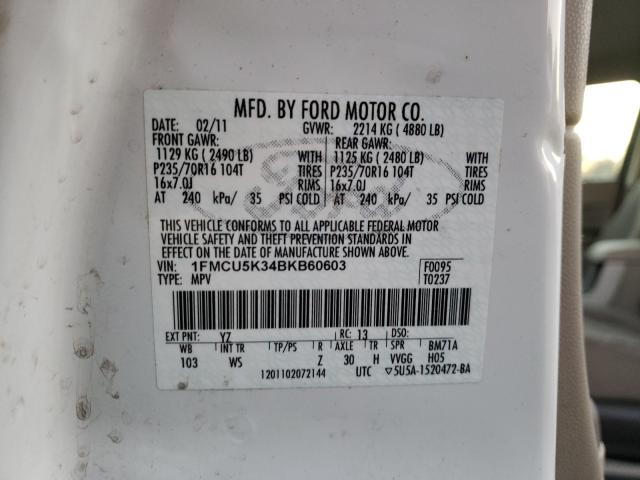 MFD. BY FORD MOTOR CO.
DATE: 02/11 GVWR: 2214 KG ( 4880 LB)
FRONT GAWR: REAR GAWR:
1129 KG ( 2490 LB) WITH 1125 KG ( 2480 LB) WITH
P235/70R16 104T TIRES P235/70R16 104T TIRES
16x7.0J RIMS 16x7.0J RIMS
AT 240 kPa/ 35 PSI COLD AT 240 kPa/ 35 PSI COLD
THIS VEHICLE CONFORMS TO ALL APPLICABLE FEDERAL MOTOR
VEHICLE SAFETY AND THEFT PREVENTION STANDARDS IN
EFFECT ON THE DATE OF MANUFACTURE SHOWN ABOVE.
VIN: 1FMCU5K34BKB60603 F0095
TYPE: MPV T0237
EXT PNT: YZ RC: 13 DSO:
WB INT TR TP/PS R AXLE TR SPR BM71A
103 WS Z 30 H VVGG H05
1201102072144 UTC ▽5U5A-1520472-BA